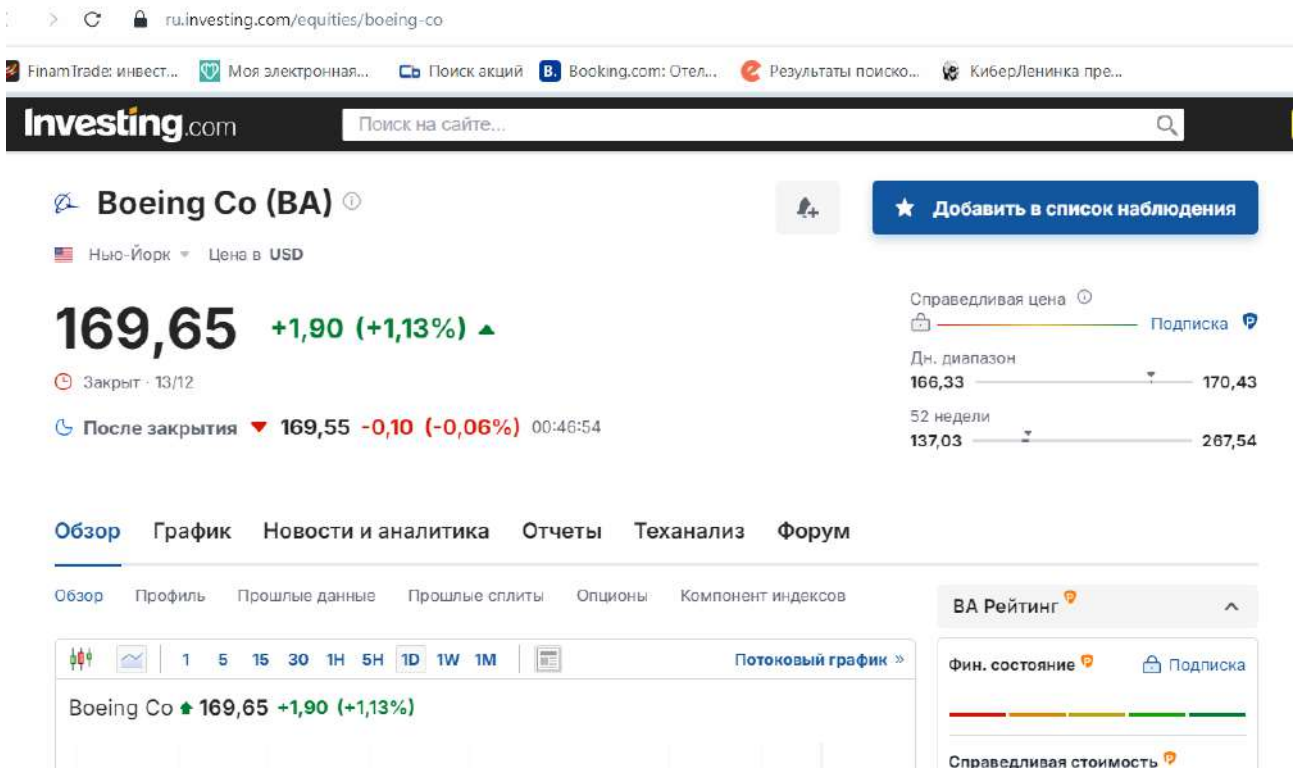 ru.investing.com/equities/boeing-co
FinamTrade: инвест... Моя электронная... Сь Поиск акций B. Booking.com: Отел... Результаты поиско... КиберЛенинка пре...
Investing.com Поиск на сайте...
Boeing Co (BA)
Добавить в список наблюдения
Нью-Йорк Цена в USD
169,65 +1,90 (+1,13%)
Закрыт · 13/12
После закрытия 169,55 -0,10 (-0,06%) 00:46:54
Справедливая цена
Подписка
Дн. диапазон
166,33 170,43
52 недели
137,03 267,54
Обзор График Новости и аналитика Отчеты Теханализ Форум
Обзор Профиль Прошлые данные Прошлые сплиты Опционы Компонент индексов
1 5 15 30 1H 5H 1D 1W 1M Потоковый график »
Boeing Co 169,65 +1,90 (+1,13%)
BA Рейтинг
Фин. состояние Подписка
Справедливая стоимость